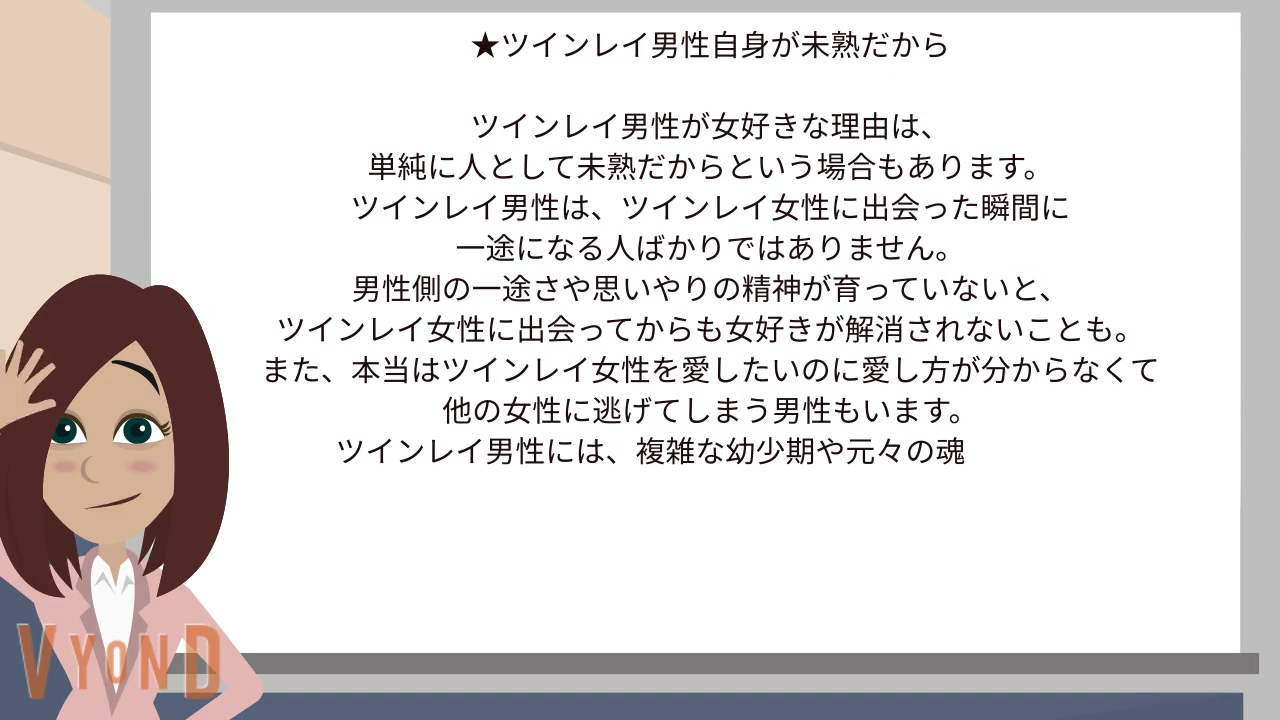 ★ツインレイ男性自身が未熟だから
ツインレイ男性が女好きな理由は、
単純に人として未熟だからという場合もあります。
ツインレイ男性は、ツインレイ女性に出会った瞬間に
一途になる人ばかりではありません。
男性側の一途さや思いやりの精神が育っていないと、
ツインレイ女性に出会ってからも女好きが解消されないことも。
また、本当はツインレイ女性を愛したいのに愛し方が分からなくて
他の女性に逃げてしまう男性もいます。
ツインレイ男性には、複雑な幼少期や元々の魂
VYOND